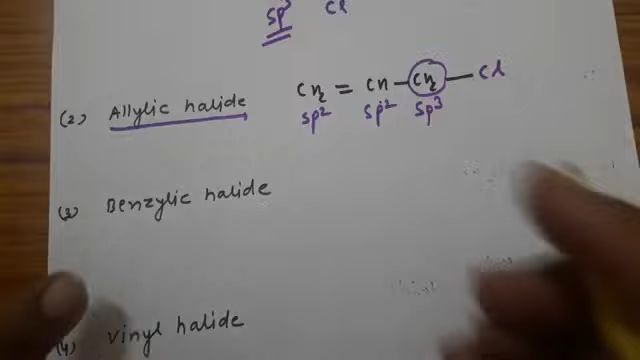 sp³ Cl
(2) Allylic halide CH₂ = CH – CH₂ – Cl
sp² sp² sp³
(3) Benzylic halide
(4) Vinyl halide